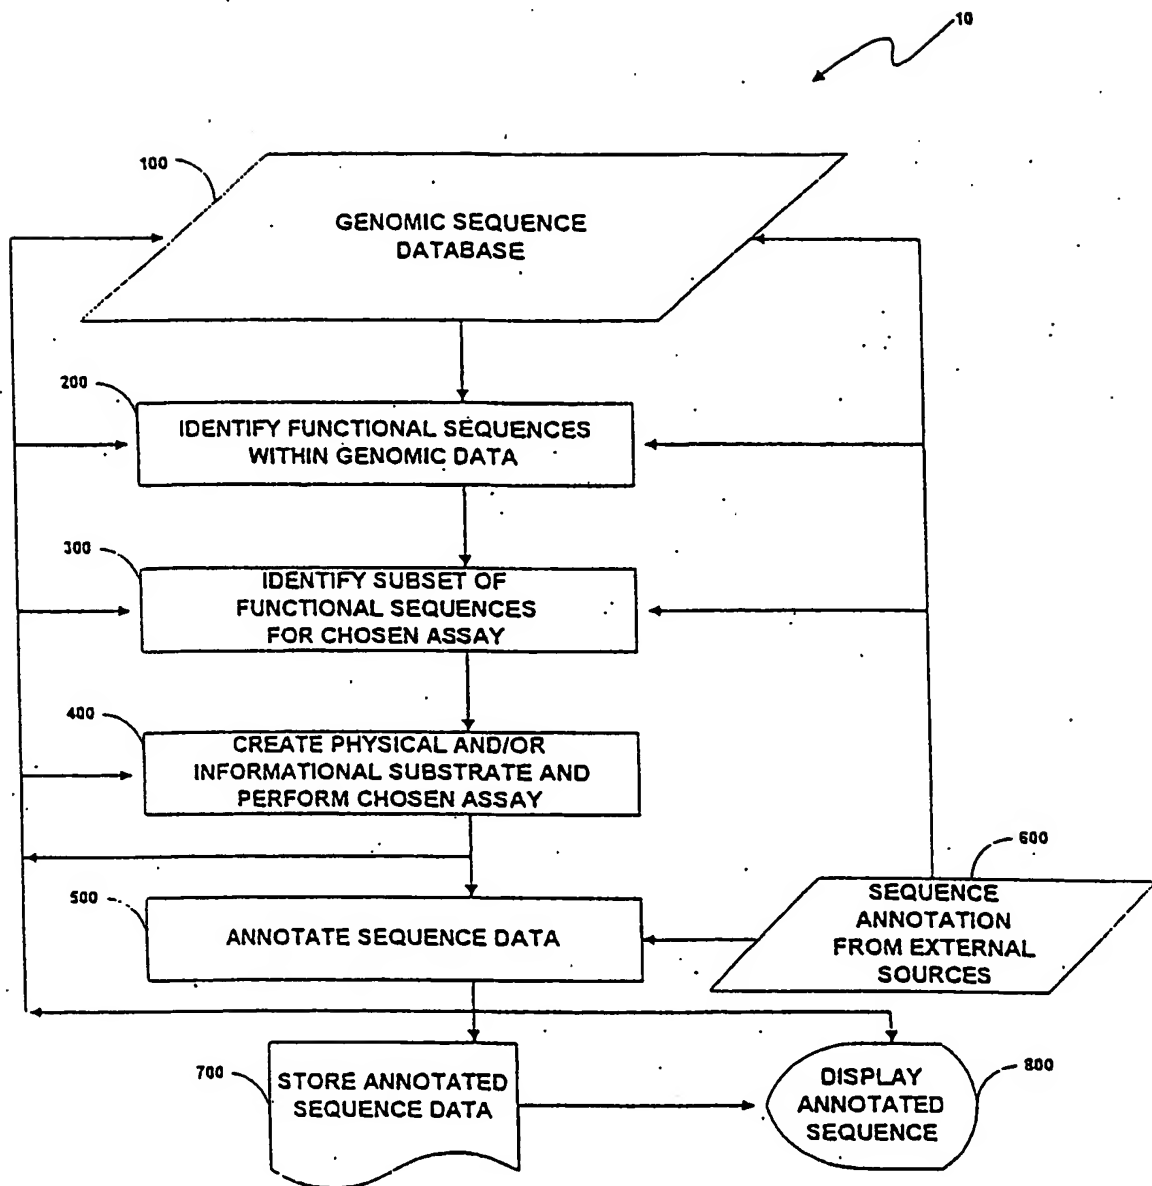 10
100
GENOMIC SEQUENCE
DATABASE
200
IDENTIFY FUNCTIONAL SEQUENCES
WITHIN GENOMIC DATA
300
IDENTIFY SUBSET OF
FUNCTIONAL SEQUENCES
FOR CHOSEN ASSAY
400
CREATE PHYSICAL AND/OR
INFORMATIONAL SUBSTRATE AND
PERFORM CHOSEN ASSAY
500
ANNOTATE SEQUENCE DATA
600
SEQUENCE
ANNOTATION
FROM EXTERNAL
SOURCES
700
STORE ANNOTATED
SEQUENCE DATA
800
DISPLAY
ANNOTATED
SEQUENCE